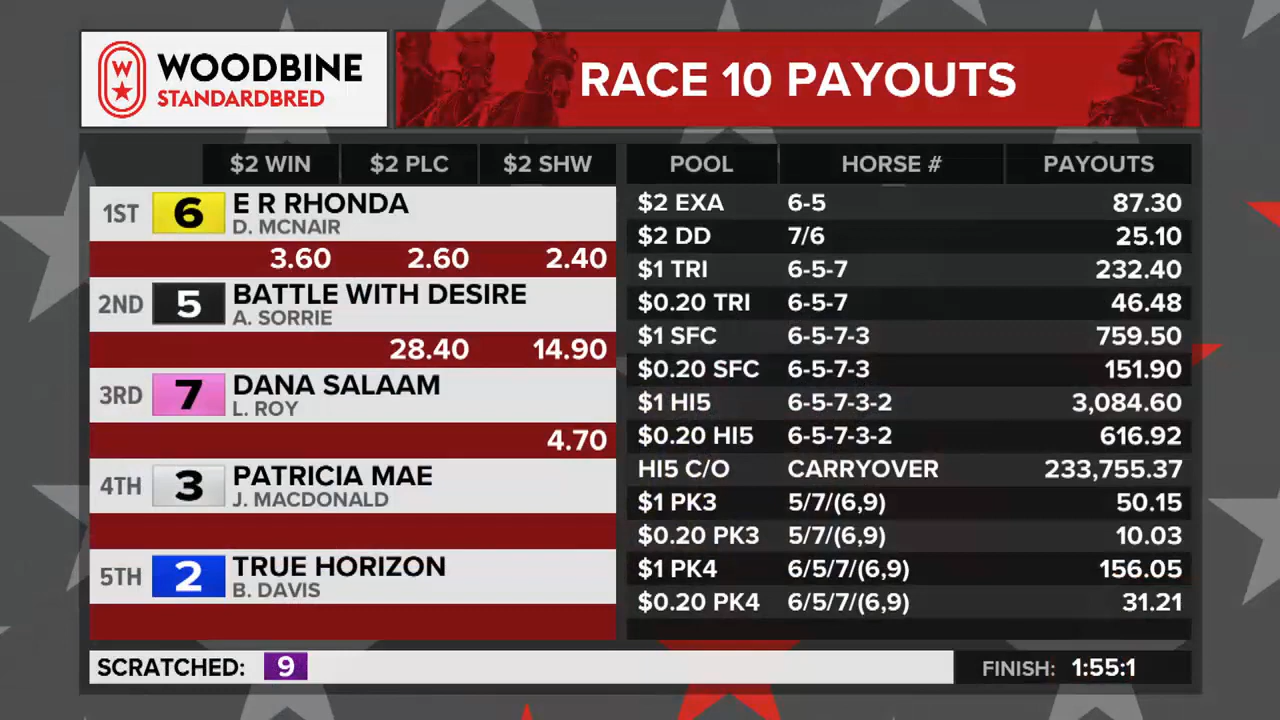 W
WOODBINE
STANDARDBRED
RACE 10 PAYOUTS
$2 WIN $2 PLC $2 SHW
1ST 6 E R RHONDA
D. MCNAIR
3.60 2.60 2.40
2ND 5 BATTLE WITH DESIRE
A. SORRIE
28.40 14.90
3RD 7 DANA SALAAM
L. ROY
4.70
4TH 3 PATRICIA MAE
J. MACDONALD
5TH 2 TRUE HORIZON
B. DAVIS
POOL HORSE # PAYOUTS
$2 EXA 6-5 87.30
$2 DD 7/6 25.10
$1 TRI 6-5-7 232.40
$0.20 TRI 6-5-7 46.48
$1 SFC 6-5-7-3 759.50
$0.20 SFC 6-5-7-3 151.90
$1 HI5 6-5-7-3-2 3,084.60
$0.20 HI5 6-5-7-3-2 616.92
HI5 C/O CARRYOVER 233,755.37
$1 PK3 5/7/(6,9) 50.15
$0.20 PK3 5/7/(6,9) 10.03
$1 PK4 6/5/7/(6,9) 156.05
$0.20 PK4 6/5/7/(6,9) 31.21
SCRATCHED: 9
FINISH: 1:55:1